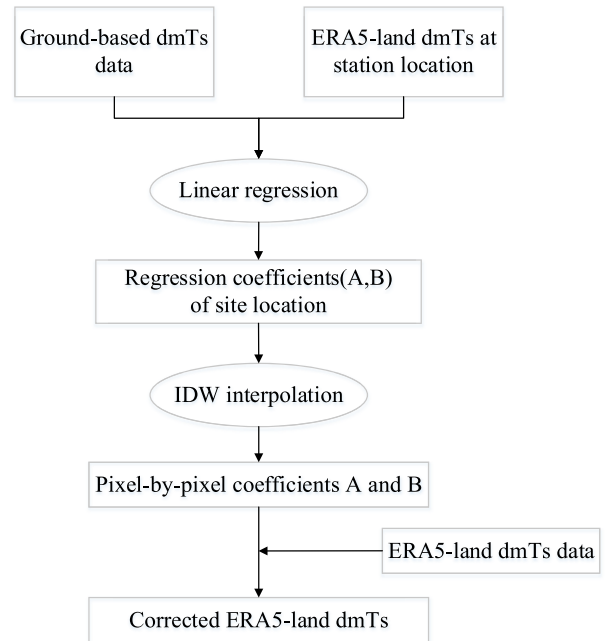 Ground-based dmTs
data
ERA5-land dmTs at
station location
Linear regression
Regression coefficients(A,B)
of site location
IDW interpolation
Pixel-by-pixel coefficients A and B
ERA5-land dmTs data
Corrected ERA5-land dmTs